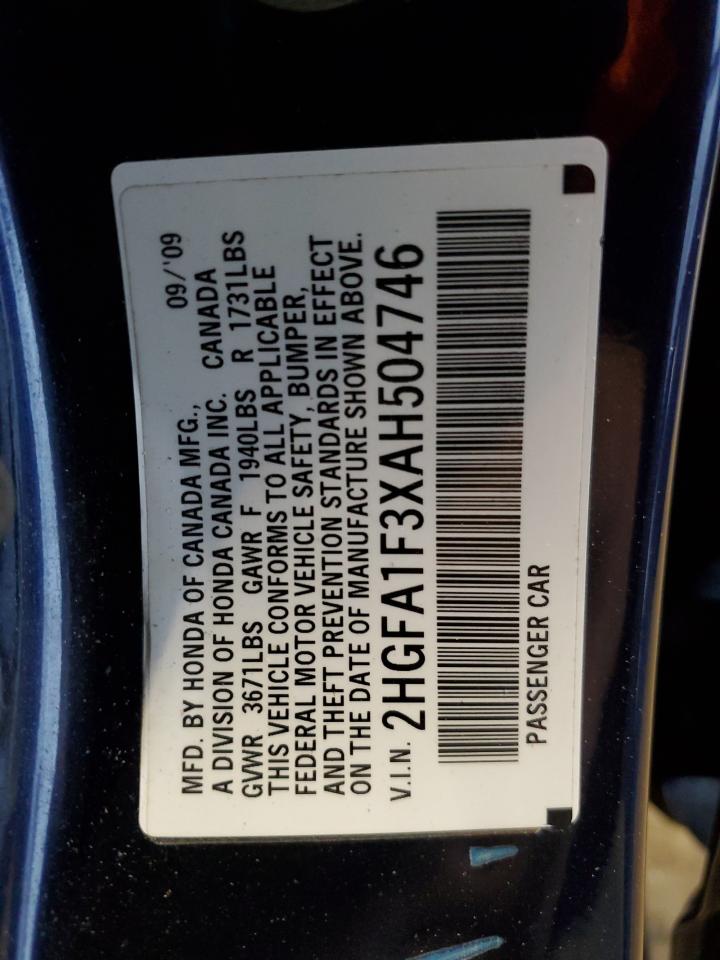 MFD. BY HONDA OF CANADA MFG., 09/'09
A DIVISION OF HONDA CANADA INC. CANADA
GVWR 3671LBS GAWR F 1940LBS R 1731LBS
THIS VEHICLE CONFORMS TO ALL APPLICABLE
FEDERAL MOTOR VEHICLE SAFETY, BUMPER,
AND THEFT PREVENTION STANDARDS IN EFFECT
ON THE DATE OF MANUFACTURE SHOWN ABOVE.
V.I.N. 2HGFA1F3XAH504746
PASSENGER CAR